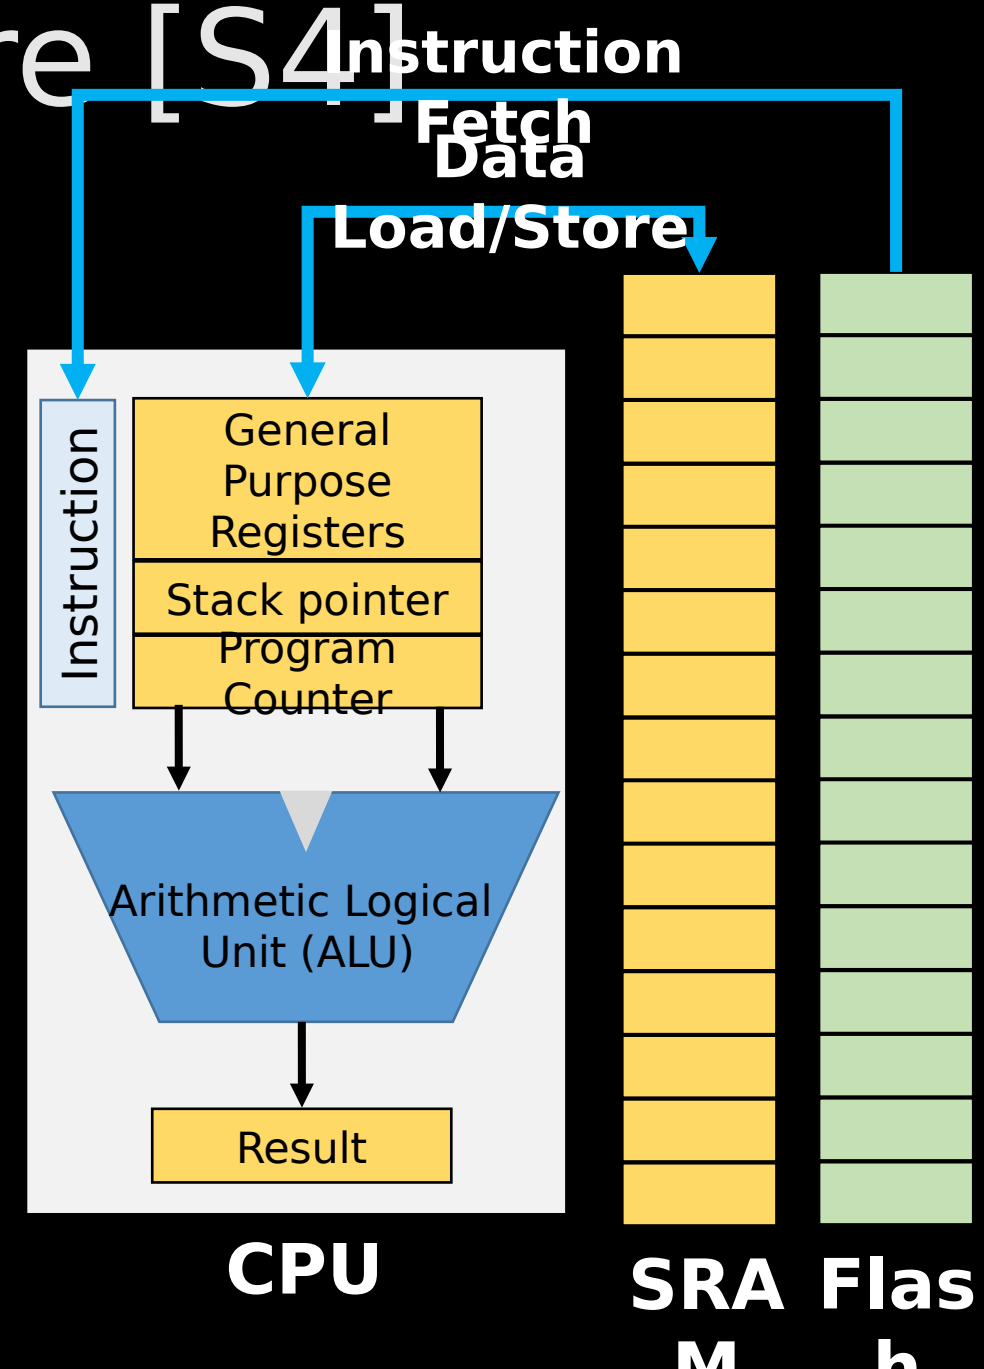 re [S4]
Instruction
Fetch
Data
Load/Store
Instruction
General
Purpose
Registers
Stack pointer
Program
Counter
Arithmetic Logical
Unit (ALU)
Result
CPU
SRA
M
Flas
h